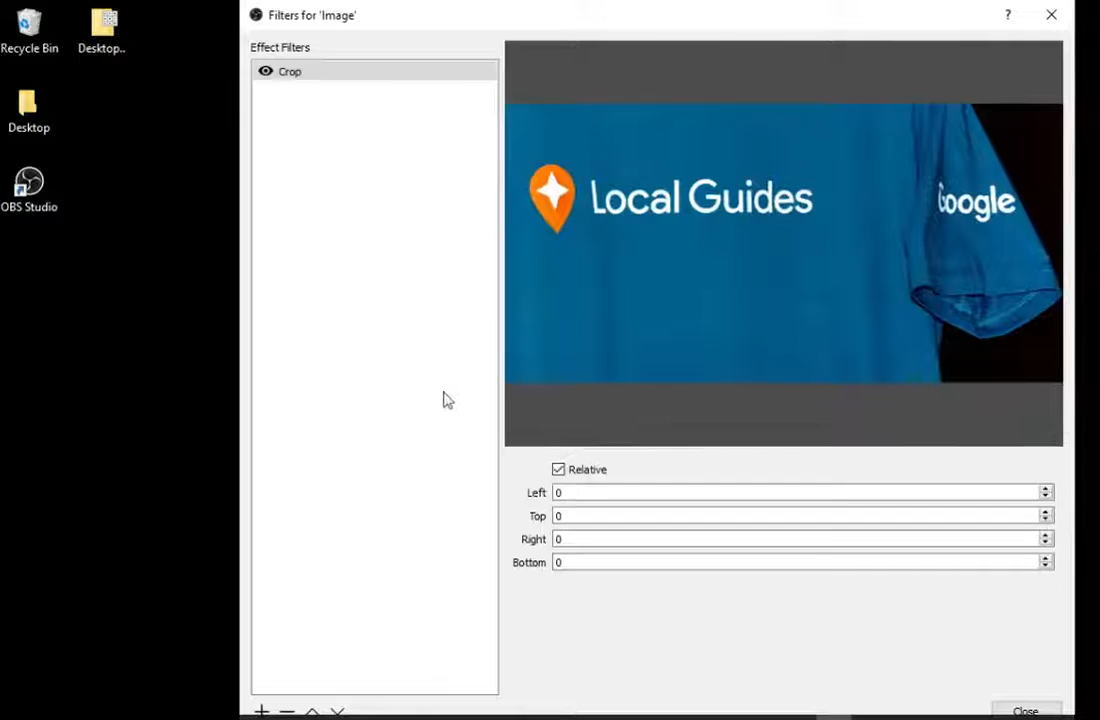 Filters for 'Image'
?
Recycle Bin
Desktop..
Effect Filters
Crop
Desktop
Local Guides
Google
OBS Studio
Relative
Left 0
Top 0
Right 0
Bottom 0
Close